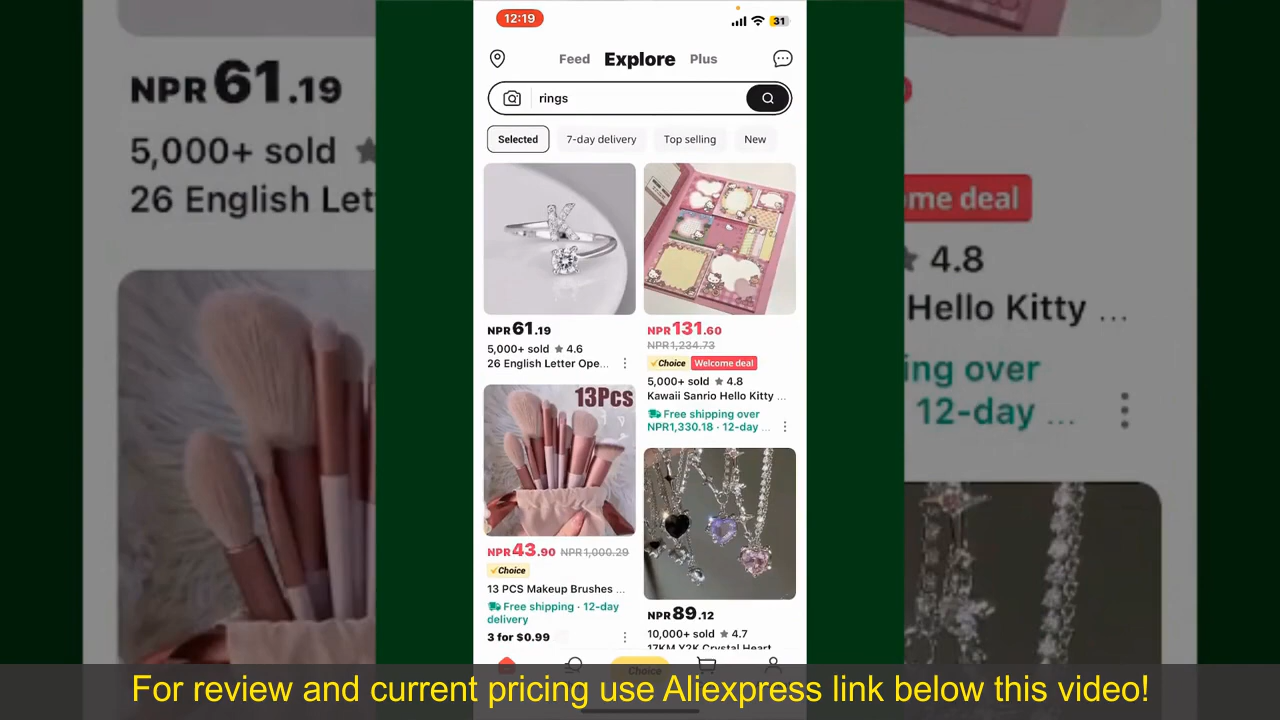 12:19
31
Feed Explore Plus
rings
Selected 7-day delivery Top selling New
NPR61.19
5,000+ sold ★ 4.6
26 English Letter Ope...
NPR131.60
NPR1,234.73
Choice Welcome deal
5,000+ sold ★ 4.8
Kawaii Sanrio Hello Kitty ...
Free shipping over
NPR1,330.18 · 12-day ...
13Pcs
NPR43.90 NPR1,000.29
Choice
13 PCS Makeup Brushes ...
Free shipping · 12-day
delivery
3 for $0.99
NPR89.12
10,000+ sold ★ 4.7
17KM Y2K Crystal Heart
Choice
NPR61.19
5,000+ sold
26 English Let
me deal
4.8
Hello Kitty ...
ing over
12-day ...
For review and current pricing use Aliexpress link below this video!